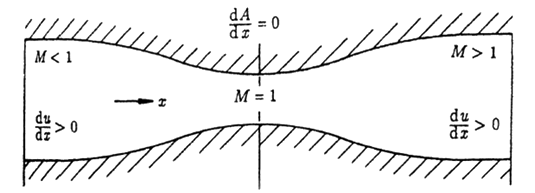 dA/dx = 0
M < 1
M > 1
x
M = 1
du/dx > 0
du/dx > 0